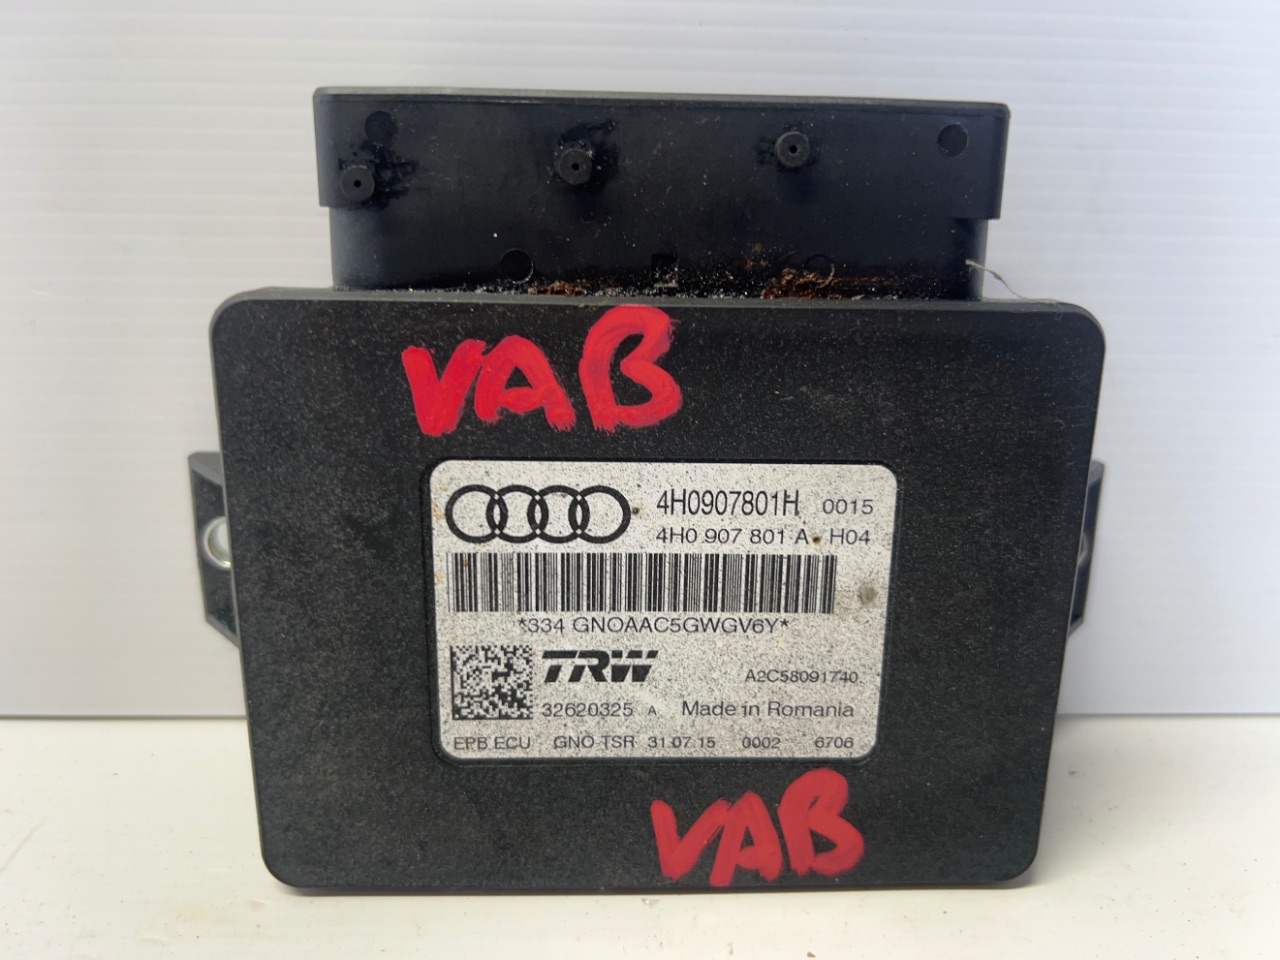 VAB
4H0907801H 0015
4H0 907 801 A H04
*334 GNOAAC5GWGV6Y*
TRW A2C58091740
32620325 A Made in Romania
EPB ECU GNO-TSR 31.07.15 0002 6706
VAB